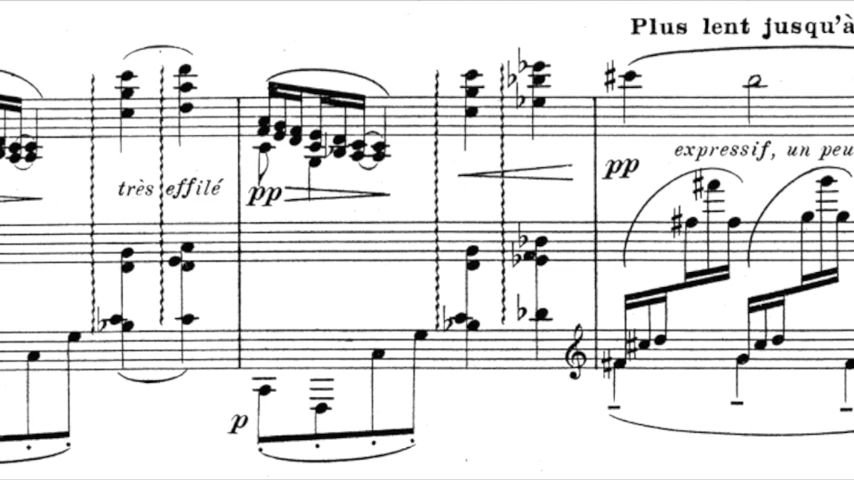 Plus lent jusqu'à
expressif, un peu
pp
très effilé
pp
p